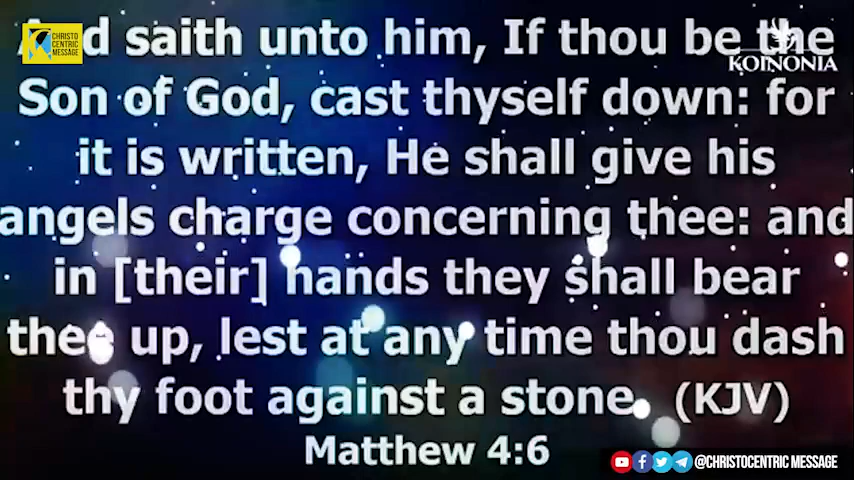 CHRISTO
CENTRIC
MESSAGE
KOINONIA
And saith unto him, If thou be the
Son of God, cast thyself down: for
it is written, He shall give his
angels charge concerning thee: and
in [their] hands they shall bear
thee up, lest at any time thou dash
thy foot against a stone. (KJV)
Matthew 4:6
@CHRISTOCENTRIC MESSAGE